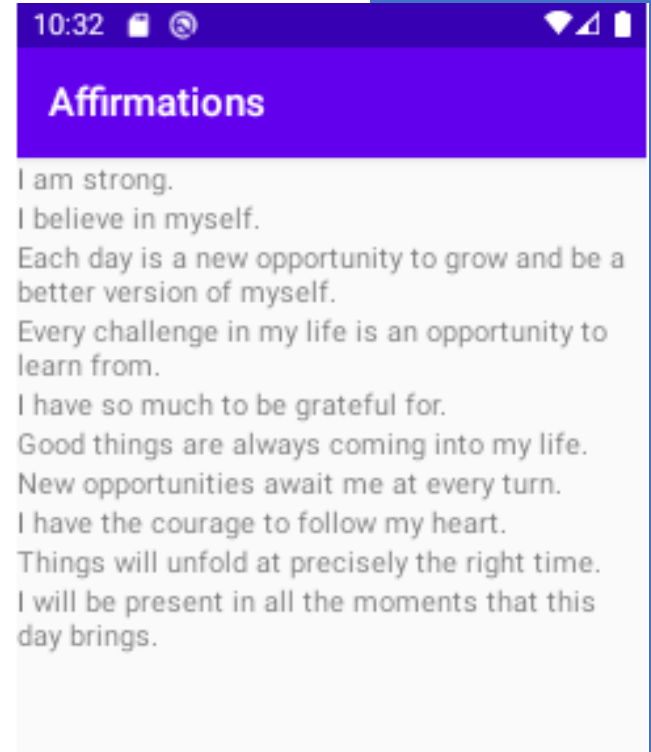 10:32
Affirmations
I am strong.
I believe in myself.
Each day is a new opportunity to grow and be a
better version of myself.
Every challenge in my life is an opportunity to
learn from.
I have so much to be grateful for.
Good things are always coming into my life.
New opportunities await me at every turn.
I have the courage to follow my heart.
Things will unfold at precisely the right time.
I will be present in all the moments that this
day brings.